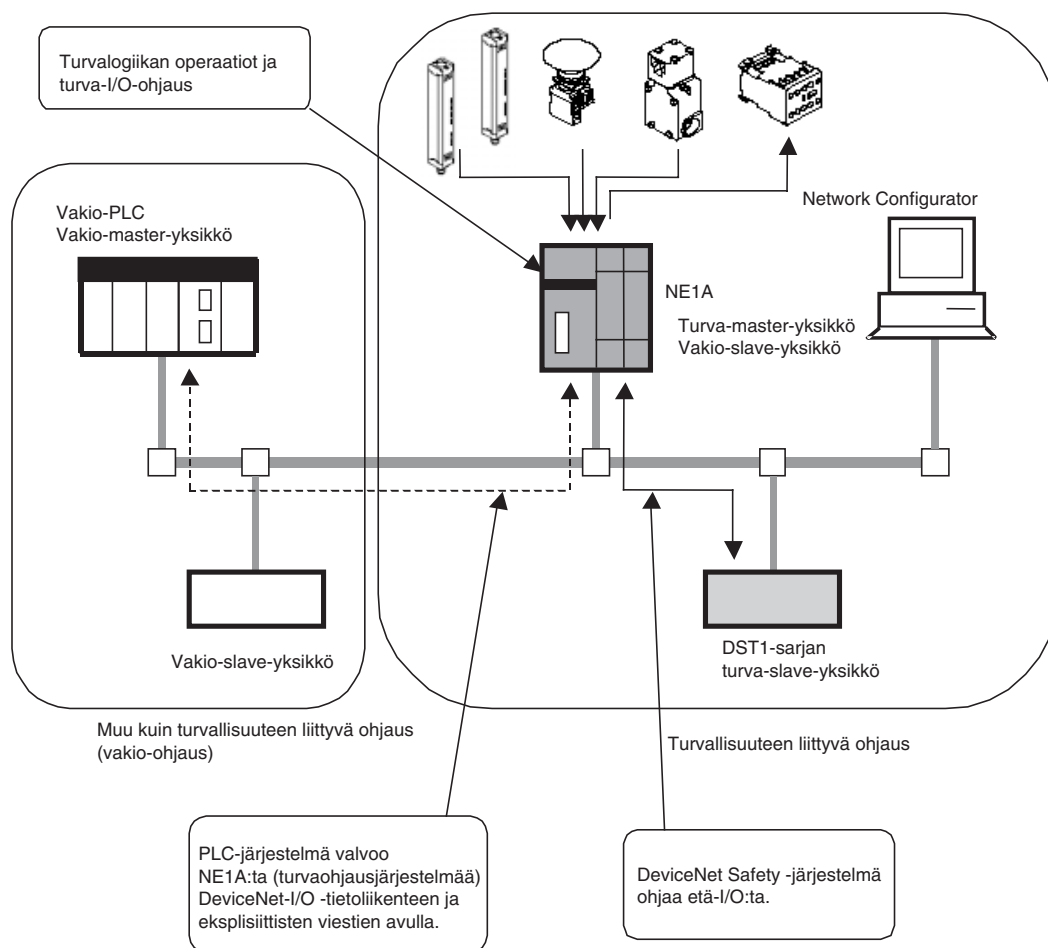 Turvalogiikan operaatiot ja
turva-I/O-ohjaus
Vakio-PLC
Vakio-master-yksikkö
Network Configurator
NE1A
Turva-master-yksikkö
Vakio-slave-yksikkö
Vakio-slave-yksikkö
DST1-sarjan
turva-slave-yksikkö
Muu kuin turvallisuuteen liittyvä ohjaus
(vakio-ohjaus)
Turvallisuuteen liittyvä ohjaus
PLC-järjestelmä valvoo
NE1A:ta (turvaohjausjärjestelmää)
DeviceNet-I/O -tietoliikenteen ja
eksplisiittisten viestien avulla.
DeviceNet Safety -järjestelmä
ohjaa etä-I/O:ta.